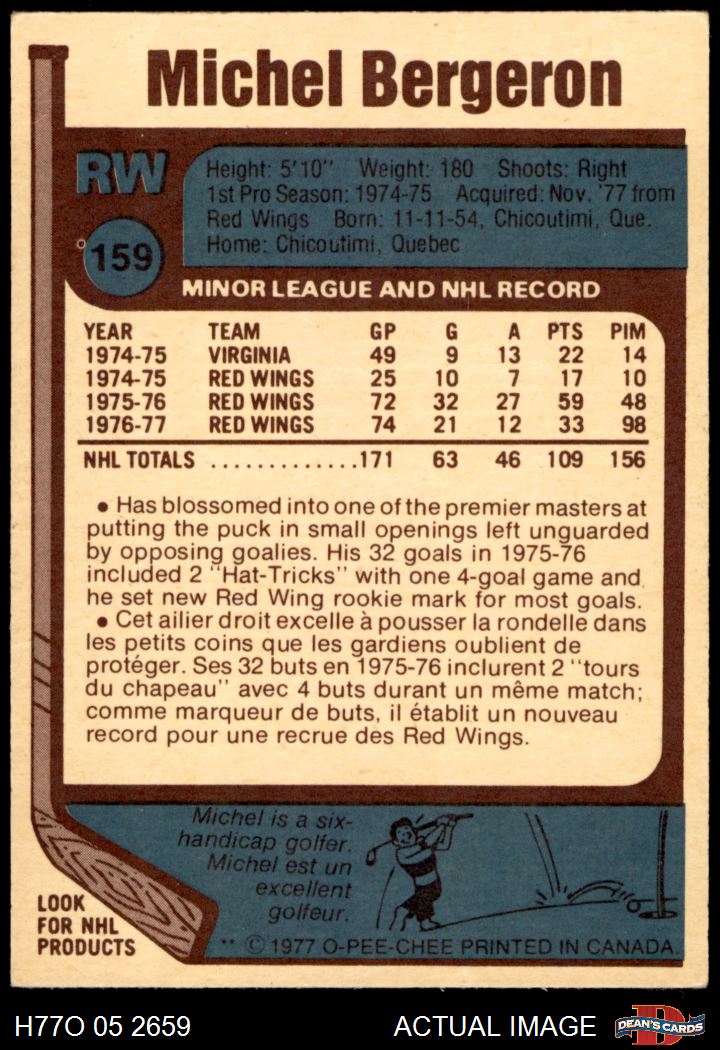 Michel Bergeron
RW
Height: 5'10" Weight: 180 Shoots: Right
1st Pro Season: 1974-75 Acquired: Nov. '77 from
Red Wings Born: 11-11-54, Chicoutimi, Que.
Home: Chicoutimi, Quebec
159
MINOR LEAGUE AND NHL RECORD
YEAR TEAM GP G A PTS PIM
1974-75 VIRGINIA 49 9 13 22 14
1974-75 RED WINGS 25 10 7 17 10
1975-76 RED WINGS 72 32 27 59 48
1976-77 RED WINGS 74 21 12 33 98
NHL TOTALS .............171 63 46 109 156
• Has blossomed into one of the premier masters at
putting the puck in small openings left unguarded
by opposing goalies. His 32 goals in 1975-76
included 2 "Hat-Tricks" with one 4-goal game and
he set new Red Wing rookie mark for most goals.
• Cet ailier droit excelle à pousser la rondelle dans
les petits coins que les gardiens oublient de
protéger. Ses 32 buts en 1975-76 inclurent 2 "tours
du chapeau" avec 4 buts durant un même match;
comme marqueur de buts, il établit un nouveau
record pour une recrue des Red Wings.
Michel is a six-
handicap golfer.
Michel est un
excellent
golfeur.
LOOK
FOR NHL
PRODUCTS
** © 1977 O-PEE-CHEE PRINTED IN CANADA.
H77O 05 2659 ACTUAL IMAGE
D
DEAN'S CARDS